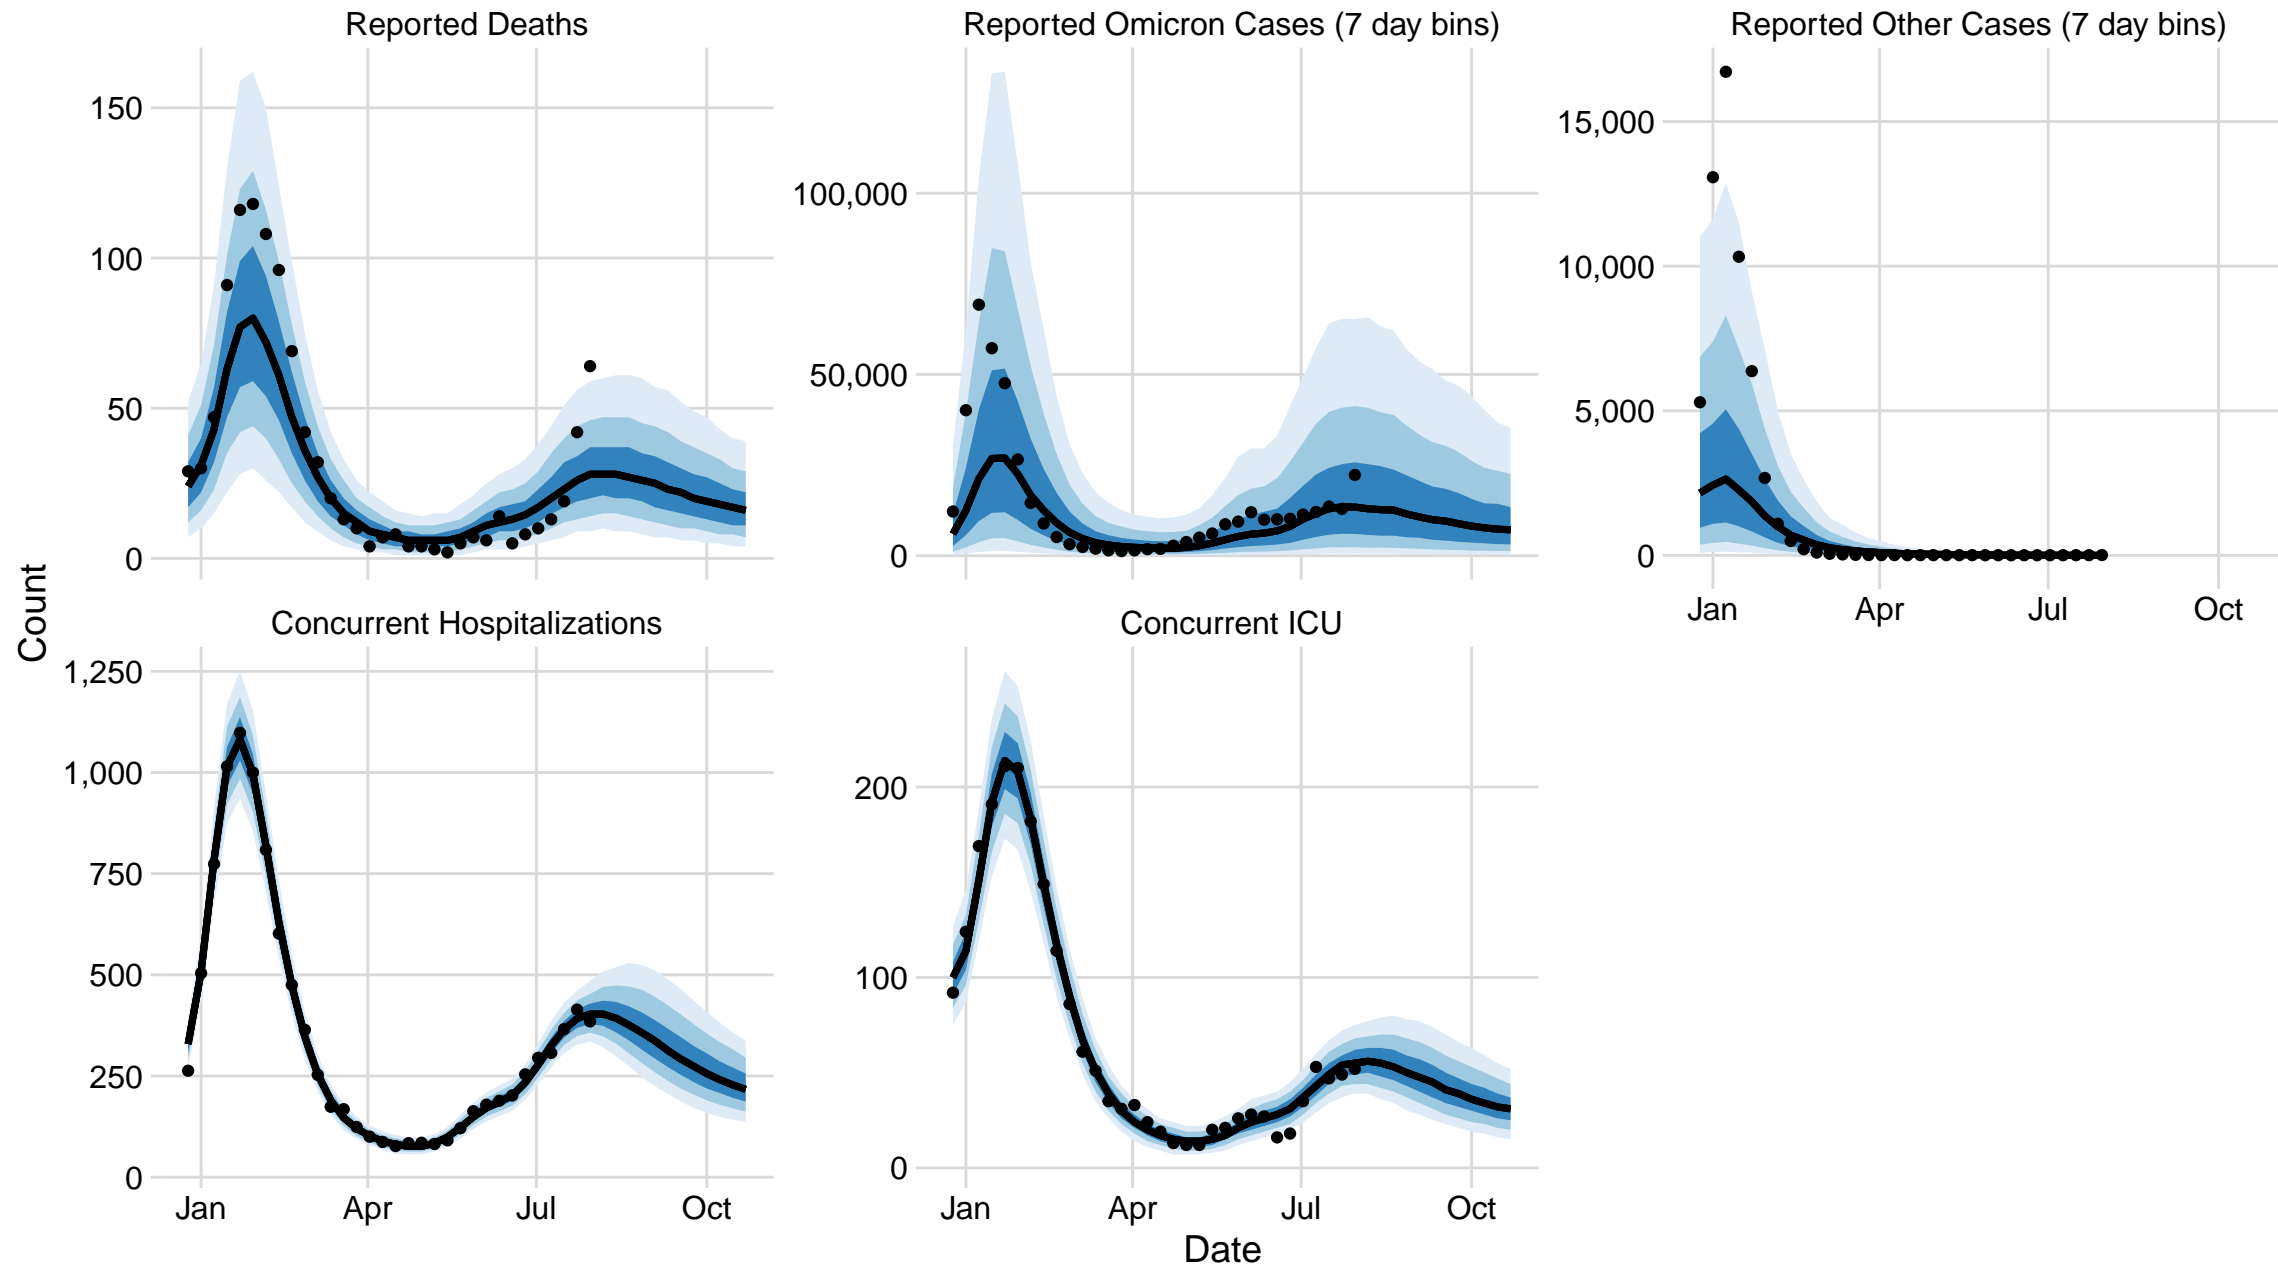 Reported Deaths
Reported Omicron Cases (7 day bins)
Reported Other Cases (7 day bins)
150
100
50
0
100,000
50,000
0
15,000
10,000
5,000
0
Jan Apr Jul Oct
Count
Concurrent Hospitalizations
Concurrent ICU
1,250
1,000
750
500
250
0
200
100
0
Jan Apr Jul Oct
Jan Apr Jul Oct
Date